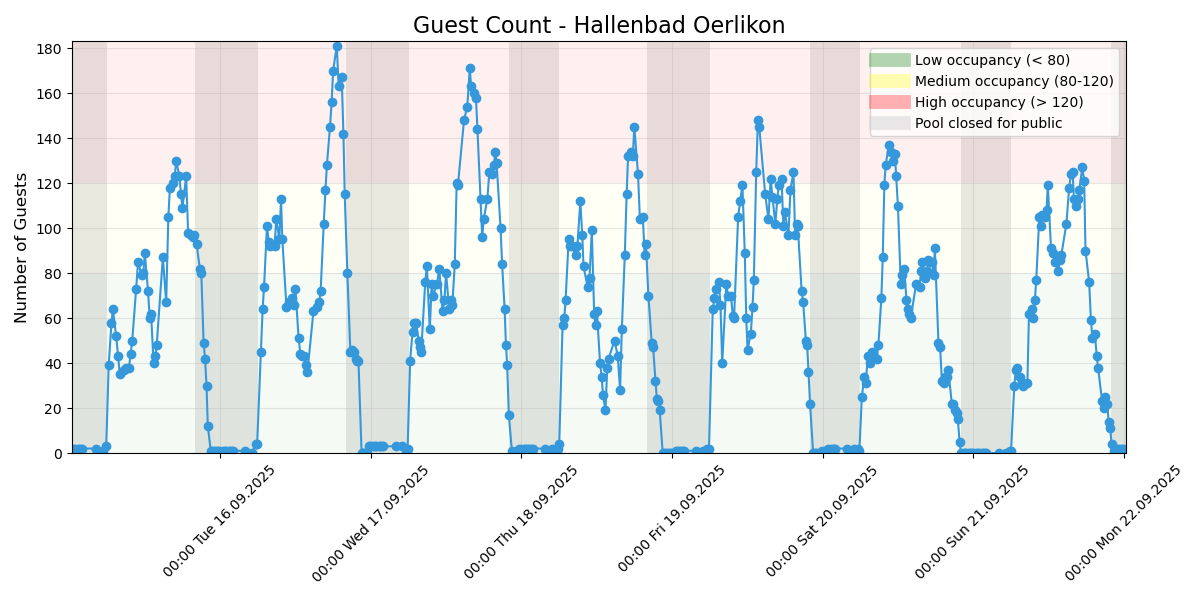 Guest Count - Hallenbad Oerlikon
Number of Guests
180
160
140
120
100
80
60
40
20
0
Low occupancy (< 80)
Medium occupancy (80-120)
High occupancy (> 120)
Pool closed for public
00:00 Tue 16.09.2025
00:00 Wed 17.09.2025
00:00 Thu 18.09.2025
00:00 Fri 19.09.2025
00:00 Sat 20.09.2025
00:00 Sun 21.09.2025
00:00 Mon 22.09.2025